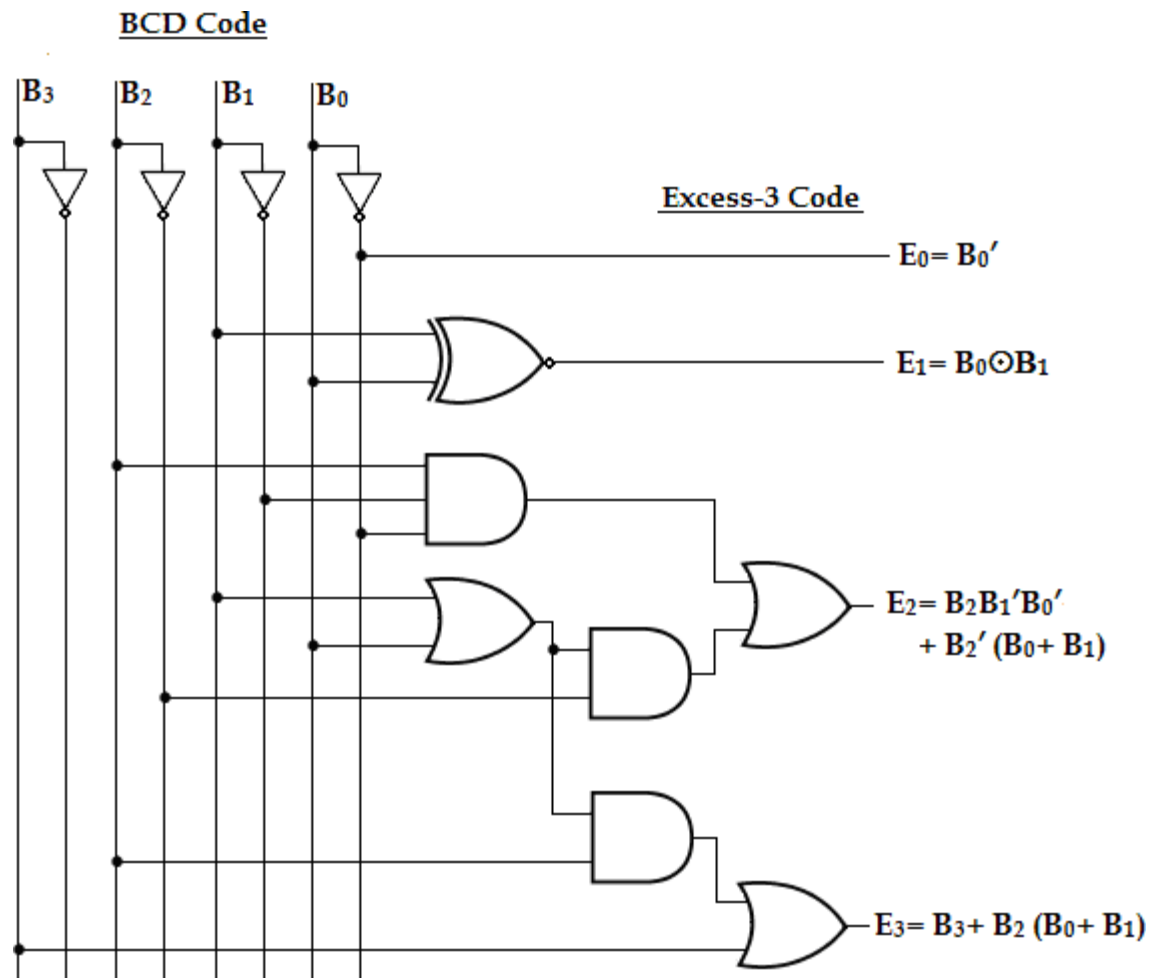 BCD Code
B₃ B₂ B₁ B₀
Excess-3 Code
E₀= B₀′
E₁= B₀⊙B₁
E₂= B₂B₁′B₀′
+ B₂′ (B₀+ B₁)
E₃= B₃+ B₂ (B₀+ B₁)